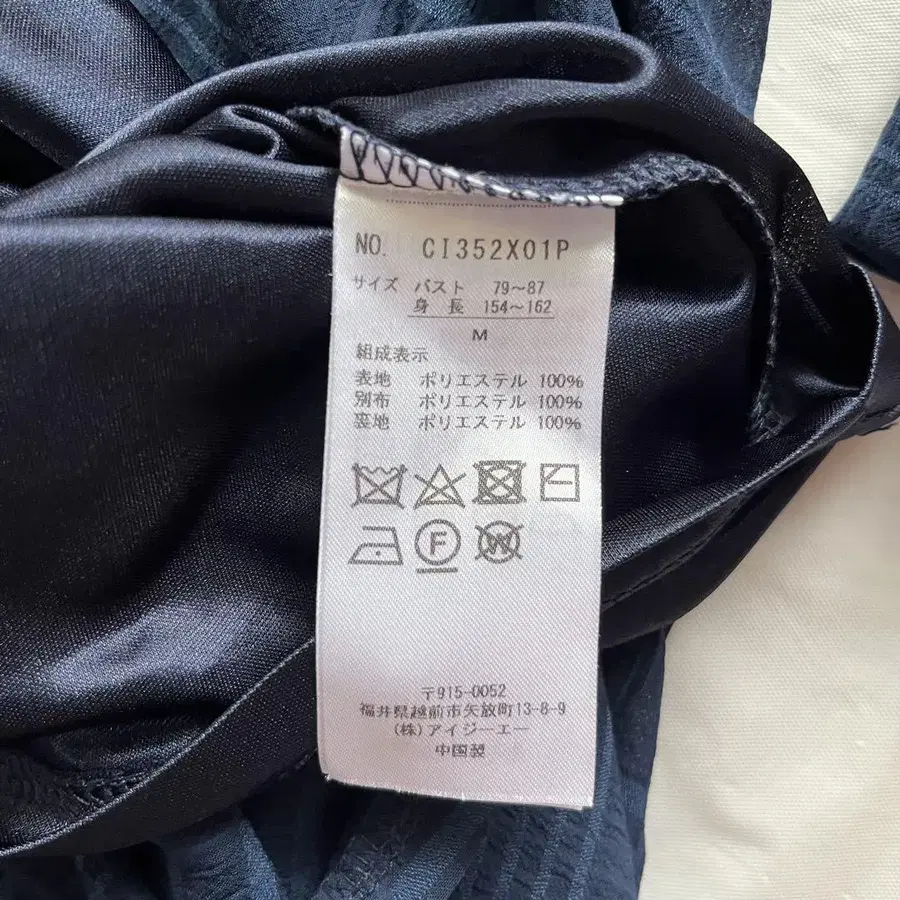 NO. CI352X01P
サイズ バスト 79～87
身長 154～162
M
組成表示
表地 ポリエステル 100%
別布 ポリエステル 100%
裏地 ポリエステル 100%
F
W
〒915-0052
福井県越前市矢放町13-8-9
(株)アイジーエー
中国製